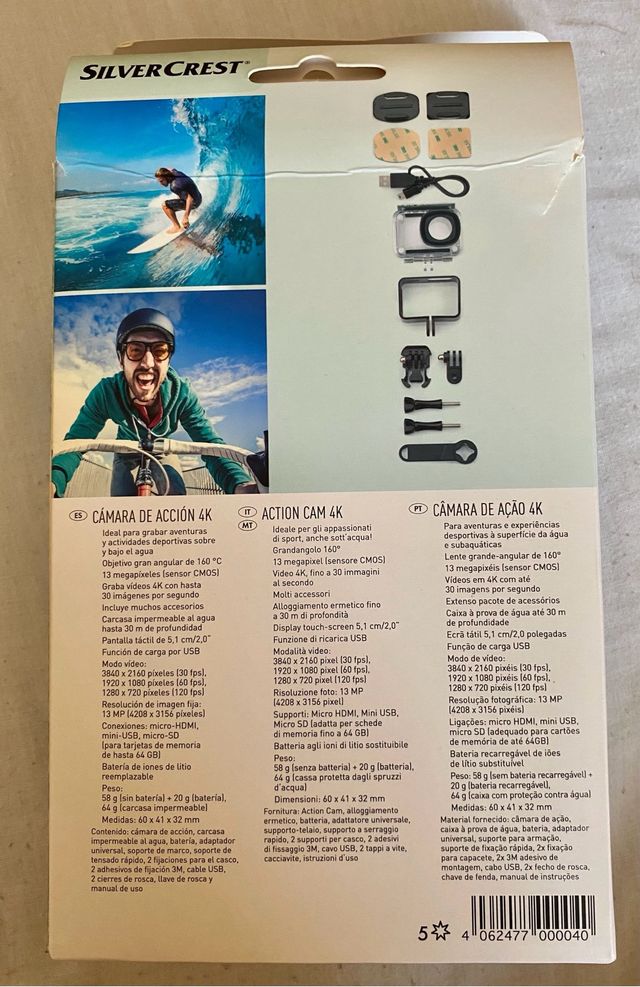 SILVERCREST®
ES CÁMARA DE ACCIÓN 4K
Ideal para grabar aventuras
y actividades deportivas sobre
y bajo el agua
Objetivo gran angular de 160 °C
13 megapíxeles (sensor CMOS)
Graba vídeos 4K con hasta
30 imágenes por segundo
Incluye muchos accesorios
Carcasa impermeable al agua
hasta 30 m de profundidad
Pantalla táctil de 5,1 cm/2,0"
Función de carga por USB
Modo vídeo:
3840 x 2160 píxeles (30 fps),
1920 x 1080 píxeles (60 fps),
1280 x 720 píxeles (120 fps)
Resolución de imagen fija:
13 MP (4208 x 3156 píxeles)
Conexiones: micro-HDMI,
mini-USB, micro-SD
(para tarjetas de memoria
de hasta 64 GB)
Batería de iones de litio
reemplazable
Peso:
58 g (sin batería) + 20 g (batería),
64 g (carcasa impermeable)
Medidas: 60 x 41 x 32 mm
Contenido: cámara de acción, carcasa
impermeable al agua, batería, adaptador
universal, soporte de marco, soporte de
tensado rápido, 2 fijaciones para el casco,
2 adhesivos de fijación 3M, cable USB,
2 cierres de rosca, llave de rosca y
manual de uso
IT MT ACTION CAM 4K
Ideale per gli appassionati
di sport, anche sott'acqua!
Grandangolo 160°
13 megapixel (sensore CMOS)
Video 4K, fino a 30 immagini
al secondo
Molti accessori
Alloggiamento ermetico fino
a 30 m di profondità
Display touch-screen 5,1 cm/2,0"
Funzione di ricarica USB
Modalità video:
3840 x 2160 pixel (30 fps),
1920 x 1080 pixel (60 fps),
1280 x 720 pixel (120 fps)
Risoluzione foto: 13 MP
(4208 x 3156 pixel)
Supporti: Micro HDMI, Mini USB,
Micro SD (adatta per schede
di memoria fino a 64 GB)
Batteria agli ioni di litio sostituibile
Peso:
58 g (senza batteria) + 20 g (batteria),
64 g (cassa protetta dagli spruzzi
d'acqua)
Dimensioni: 60 x 41 x 32 mm
Fornitura: Action Cam, alloggiamento
ermetico, batteria, adattatore universale,
supporto-telaio, supporto a serraggio
rapido, 2 supporti per casco, 2 adesivi
di fissaggio 3M, cavo USB, 2 tappi a vite,
cacciavite, istruzioni d'uso
PT CÂMARA DE AÇÃO 4K
Para aventuras e experiências
desportivas à superfície da água
e subaquáticas
Lente grande-angular de 160°
13 megapixéis (sensor CMOS)
Vídeos em 4K com até
30 imagens por segundo
Extenso pacote de acessórios
Caixa à prova de água até 30 m
de profundidade
Ecrã tátil 5,1 cm/2,0 polegadas
Função de carga USB
Modo de vídeo:
3840 x 2160 pixéis (30 fps),
1920 x 1080 pixéis (60 fps),
1280 x 720 pixéis (120 fps)
Resolução fotográfica: 13 MP
(4208 x 3156 pixéis)
Ligações: micro HDMI, mini USB,
micro SD (adequado para cartões
de memória de até 64GB)
Bateria recarregável de iões
de lítio substituível
Peso: 58 g (sem bateria recarregável) +
20 g (bateria recarregável),
64 g (caixa com proteção contra água)
Medidas: 60 x 41 x 32 mm
Material fornecido: câmara de ação,
caixa à prova de água, bateria, adaptador
universal, suporte para armação,
suporte de fixação rápida, 2x fixação
para capacete, 2x 3M adesivo de
montagem, cabo USB, 2x fecho de rosca,
chave de fenda, manual de instruções
5
4 062477 000040